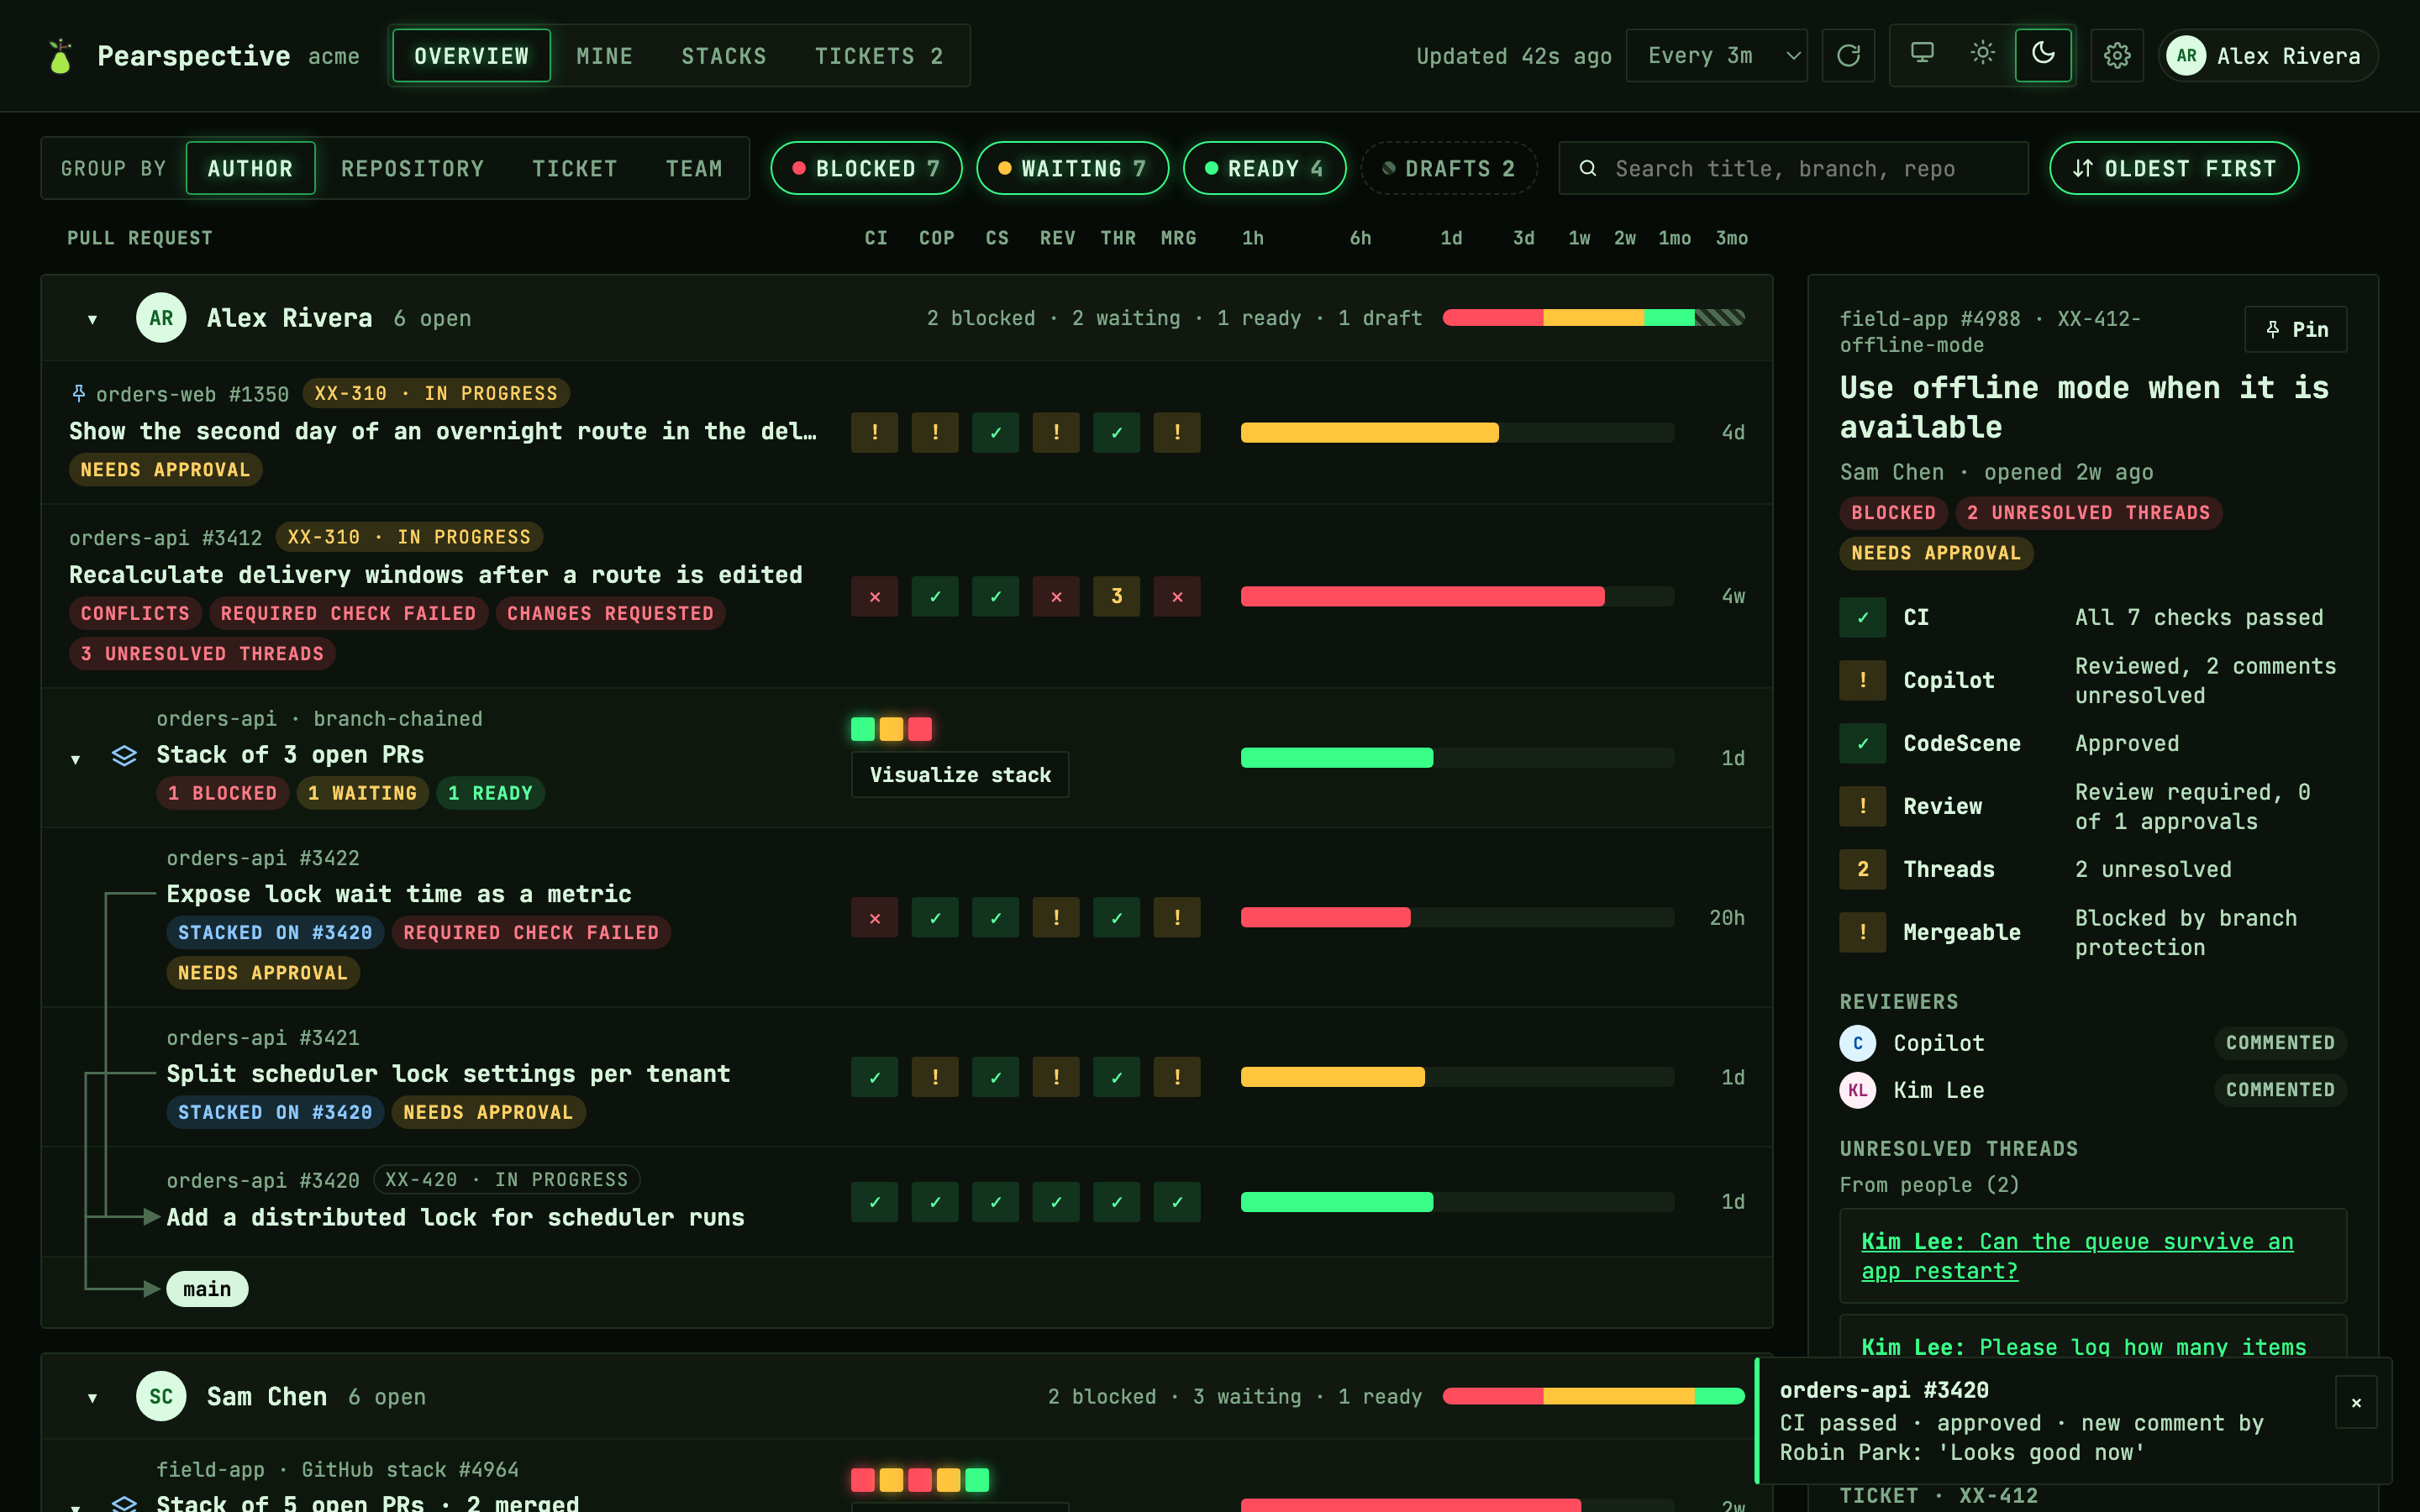 Pearspective acme OVERVIEW MINE STACKS TICKETS 2 Updated 42s ago Every 3m AR Alex Rivera
GROUP BY AUTHOR REPOSITORY TICKET TEAM BLOCKED 7 WAITING 7 READY 4 DRAFTS 2 Search title, branch, repo OLDEST FIRST
PULL REQUEST CI COP CS REV THR MRG 1h 6h 1d 3d 1w 2w 1mo 3mo
AR Alex Rivera 6 open 2 blocked · 2 waiting · 1 ready · 1 draft
orders-web #1350 XX-310 · IN PROGRESS
Show the second day of an overnight route in the del… ! ! ✓ ! ✓ ! 4d
NEEDS APPROVAL
orders-api #3412 XX-310 · IN PROGRESS
Recalculate delivery windows after a route is edited × ✓ ✓ × 3 × 4w
CONFLICTS REQUIRED CHECK FAILED CHANGES REQUESTED
3 UNRESOLVED THREADS
orders-api · branch-chained
Stack of 3 open PRs Visualize stack 1d
1 BLOCKED 1 WAITING 1 READY
orders-api #3422
Expose lock wait time as a metric × ✓ ✓ ! ✓ ! 20h
STACKED ON #3420 REQUIRED CHECK FAILED
NEEDS APPROVAL
orders-api #3421
Split scheduler lock settings per tenant ✓ ! ✓ ! ✓ ! 1d
STACKED ON #3420 NEEDS APPROVAL
orders-api #3420 XX-420 · IN PROGRESS
Add a distributed lock for scheduler runs ✓ ✓ ✓ ✓ ✓ ✓ 1d
main
SC Sam Chen 6 open 2 blocked · 3 waiting · 1 ready
field-app · GitHub stack #4964
Stack of 5 open PRs · 2 merged 2w
field-app #4988 · XX-412-
offline-mode
Pin
Use offline mode when it is
available
Sam Chen · opened 2w ago
BLOCKED 2 UNRESOLVED THREADS
NEEDS APPROVAL
✓ CI All 7 checks passed
! Copilot Reviewed, 2 comments
unresolved
✓ CodeScene Approved
! Review Review required, 0
of 1 approvals
2 Threads 2 unresolved
! Mergeable Blocked by branch
protection
REVIEWERS
C Copilot COMMENTED
KL Kim Lee COMMENTED
UNRESOLVED THREADS
From people (2)
Kim Lee: Can the queue survive an
app restart?
Kim Lee: Please log how many items
orders-api #3420 ×
CI passed · approved · new comment by
Robin Park: 'Looks good now'
TICKET · XX-412